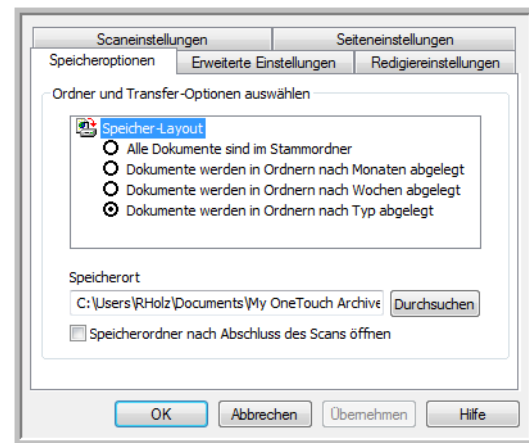 Scaneinstellungen
Seiteneinstellungen
Speicheroptionen
Erweiterte Einstellungen
Redigiereinstellungen
Ordner und Transfer-Optionen auswählen
Speicher-Layout
Alle Dokumente sind im Stammordner
Dokumente werden in Ordnern nach Monaten abgelegt
Dokumente werden in Ordnern nach Wochen abgelegt
Dokumente werden in Ordnern nach Typ abgelegt
Speicherort
C:\Users\RHolz\Documents\My OneTouch Archive
Durchsuchen
Speicherordner nach Abschluss des Scans öffnen
OK
Abbrechen
Übernehmen
Hilfe